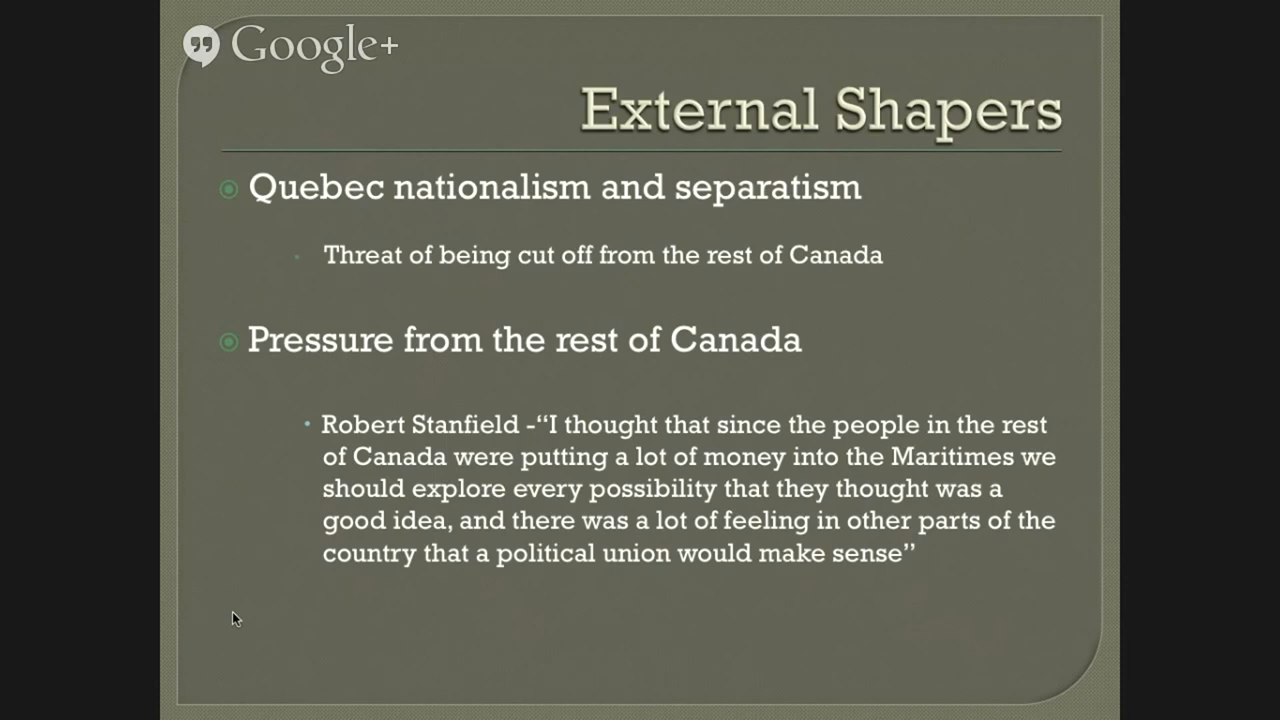 Google+
External Shapers
Quebec nationalism and separatism
Threat of being cut off from the rest of Canada
Pressure from the rest of Canada
Robert Stanfield -“I thought that since the people in the rest
of Canada were putting a lot of money into the Maritimes we
should explore every possibility that they thought was a
good idea, and there was a lot of feeling in other parts of the
country that a political union would make sense”